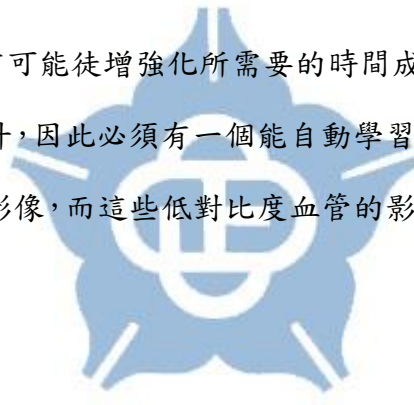 可能徒增強化所需要的時間成
,因此必須有一個能自動學習
影像,而這些低對比度血管的影